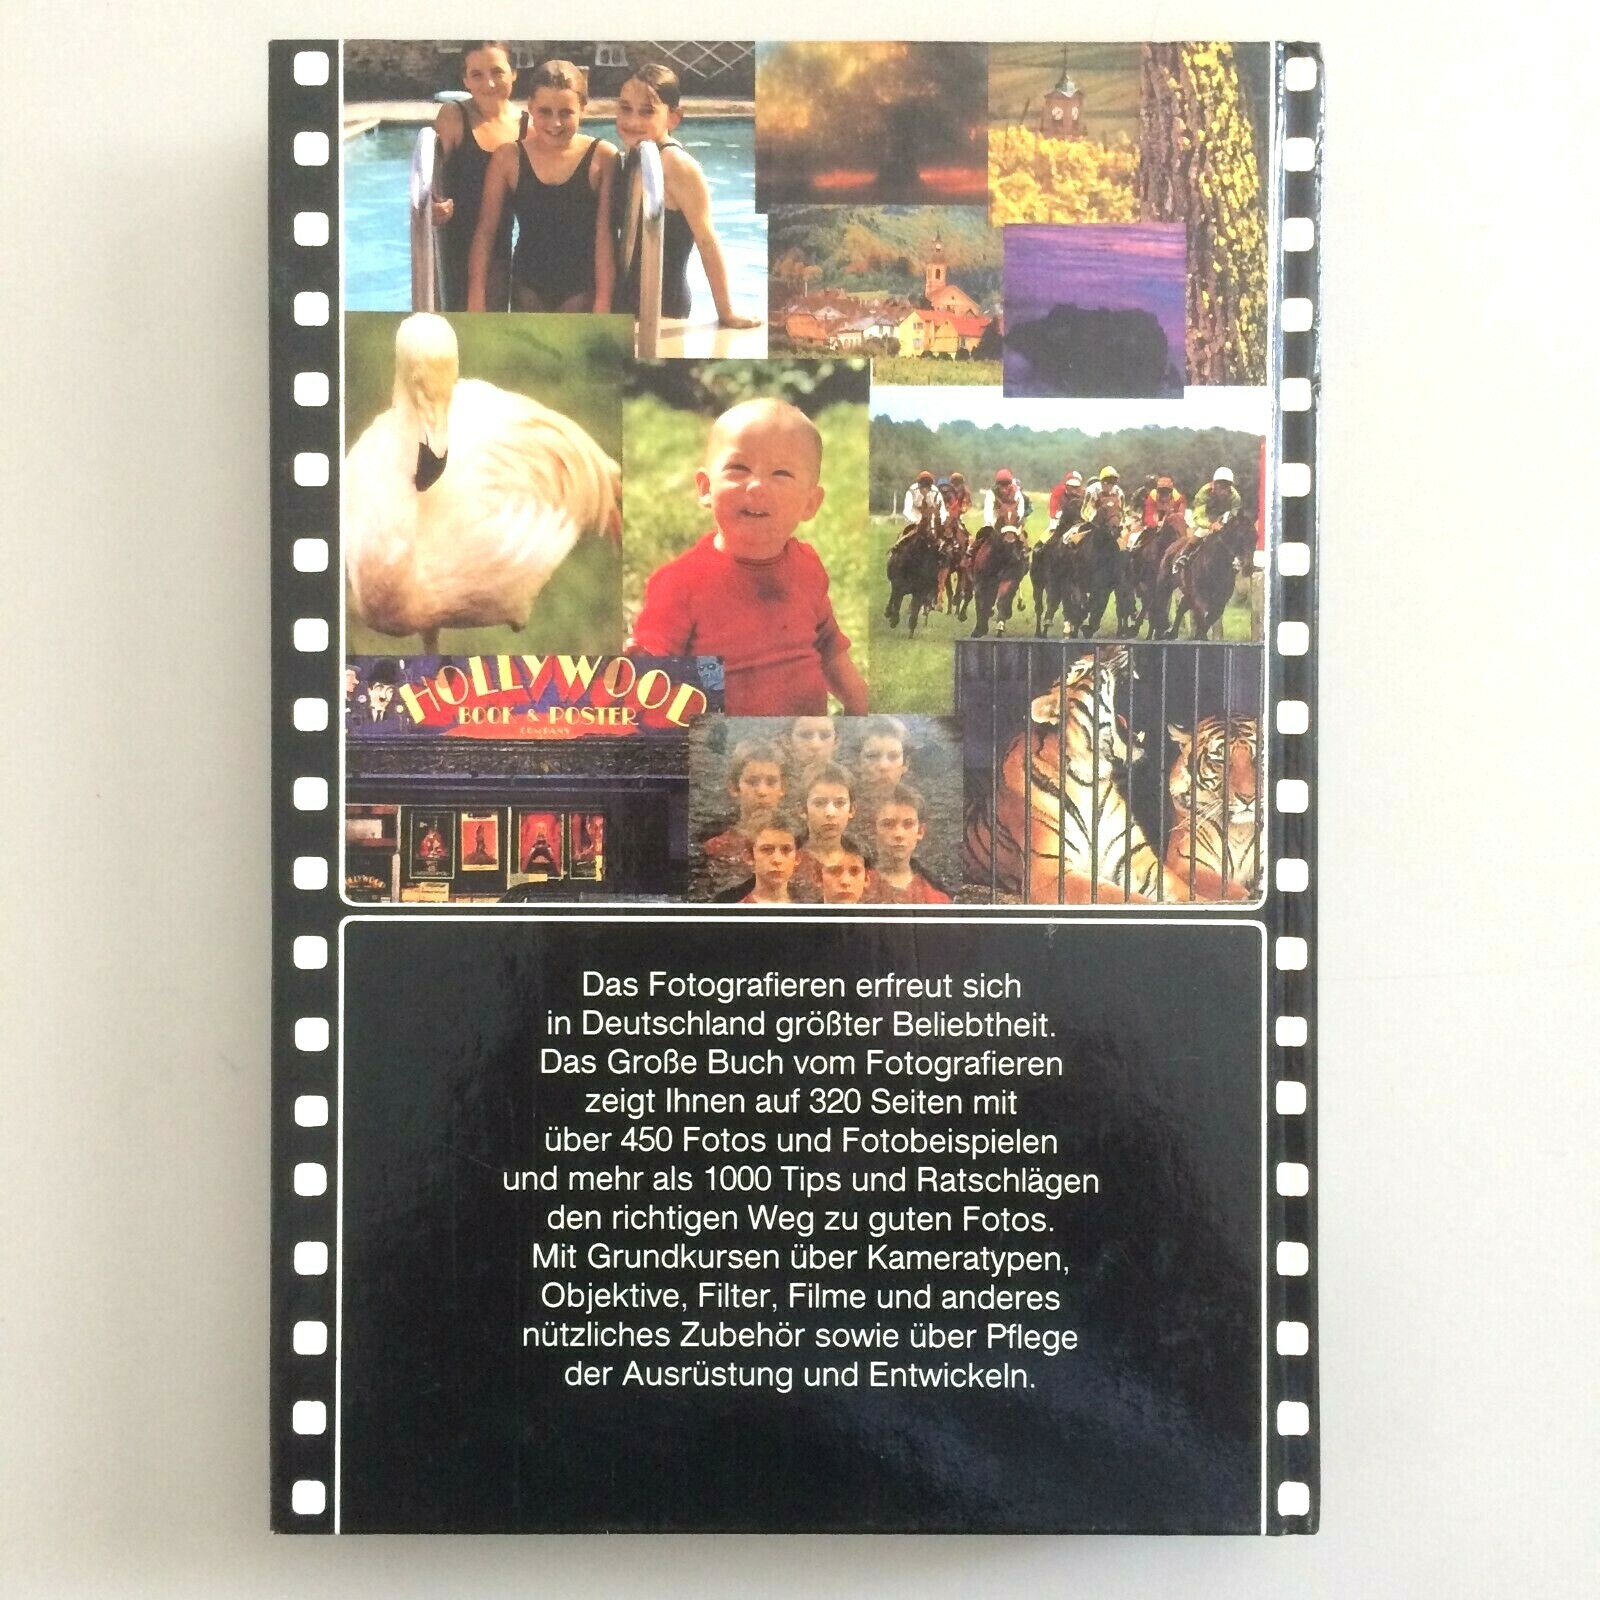 HOLLYWOOD
BOOK & POSTER
COMPANY
Das Fotografieren erfreut sich
in Deutschland größter Beliebtheit.
Das Große Buch vom Fotografieren
zeigt Ihnen auf 320 Seiten mit
über 450 Fotos und Fotobeispielen
und mehr als 1000 Tips und Ratschlägen
den richtigen Weg zu guten Fotos.
Mit Grundkursen über Kameratypen,
Objektive, Filter, Filme und anderes
nützliches Zubehör sowie über Pflege
der Ausrüstung und Entwickeln.